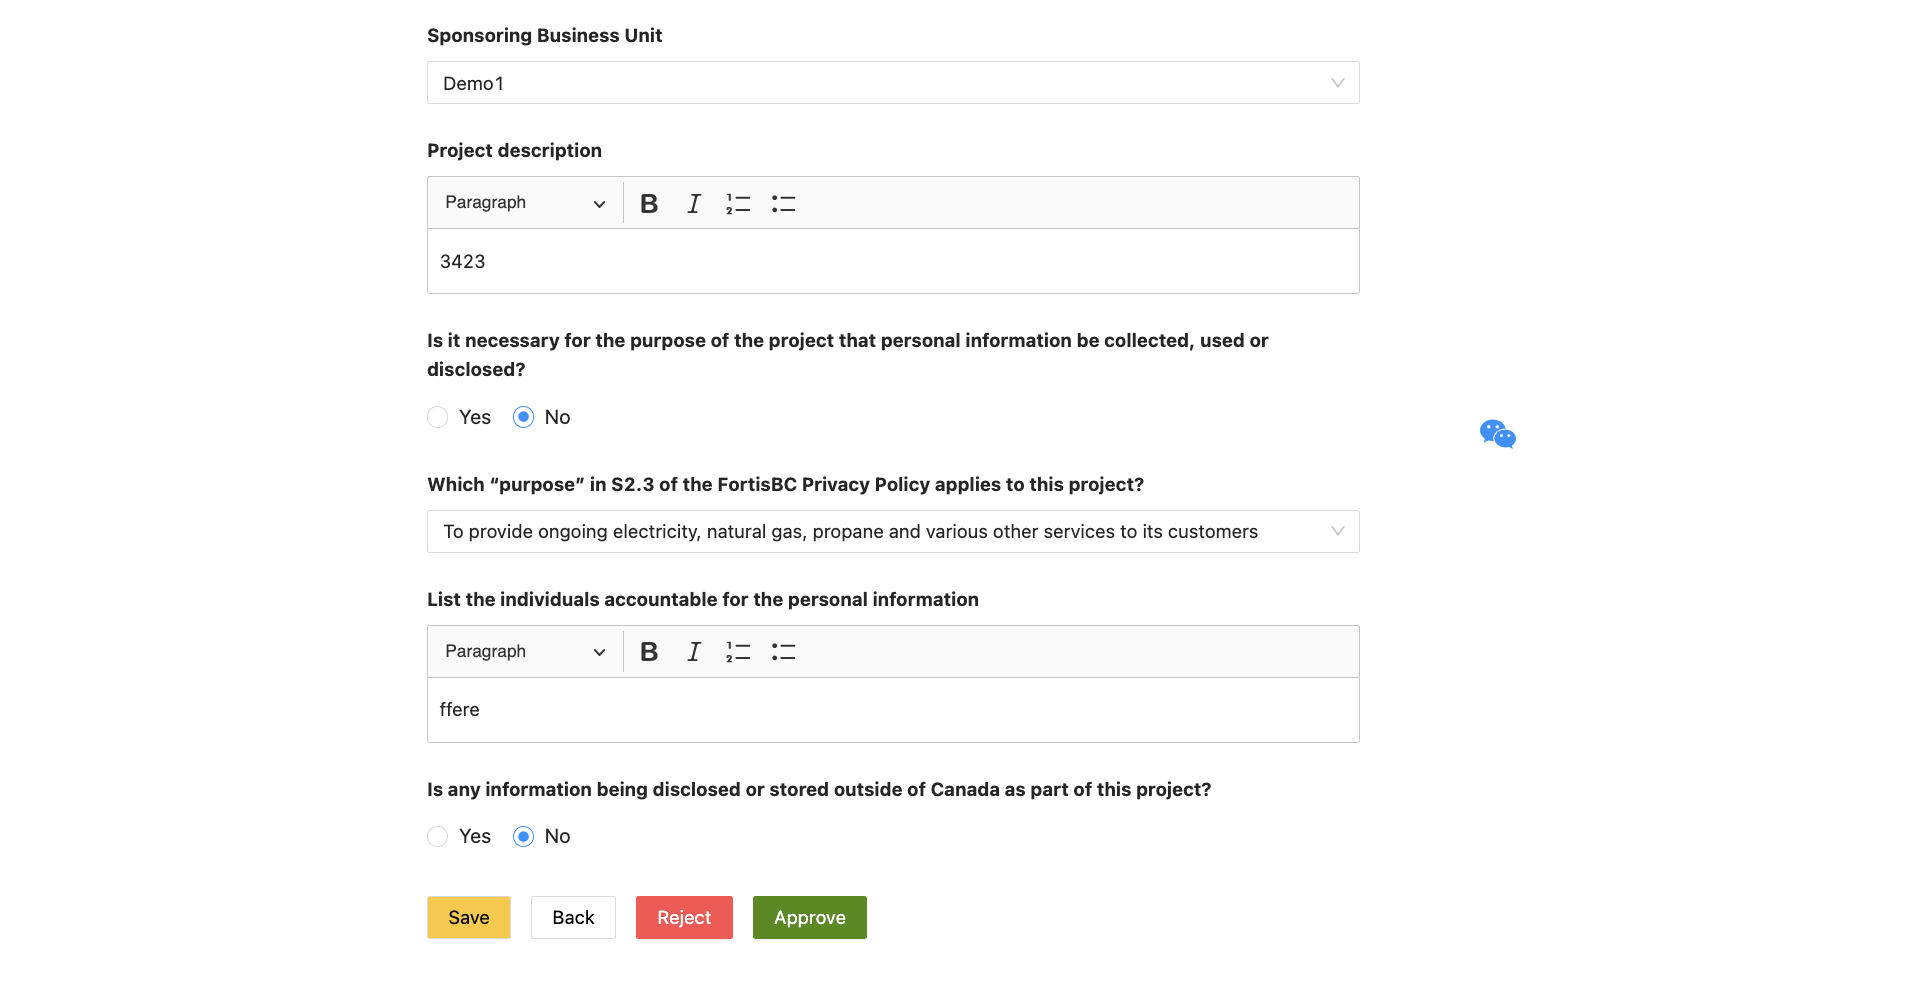 Sponsoring Business Unit
Demo1
Project description
Paragraph
B I
3423
Is it necessary for the purpose of the project that personal information be collected, used or
disclosed?
Yes No
Which “purpose” in S2.3 of the FortisBC Privacy Policy applies to this project?
To provide ongoing electricity, natural gas, propane and various other services to its customers
List the individuals accountable for the personal information
Paragraph
B I
ffere
Is any information being disclosed or stored outside of Canada as part of this project?
Yes No
Save Back Reject Approve